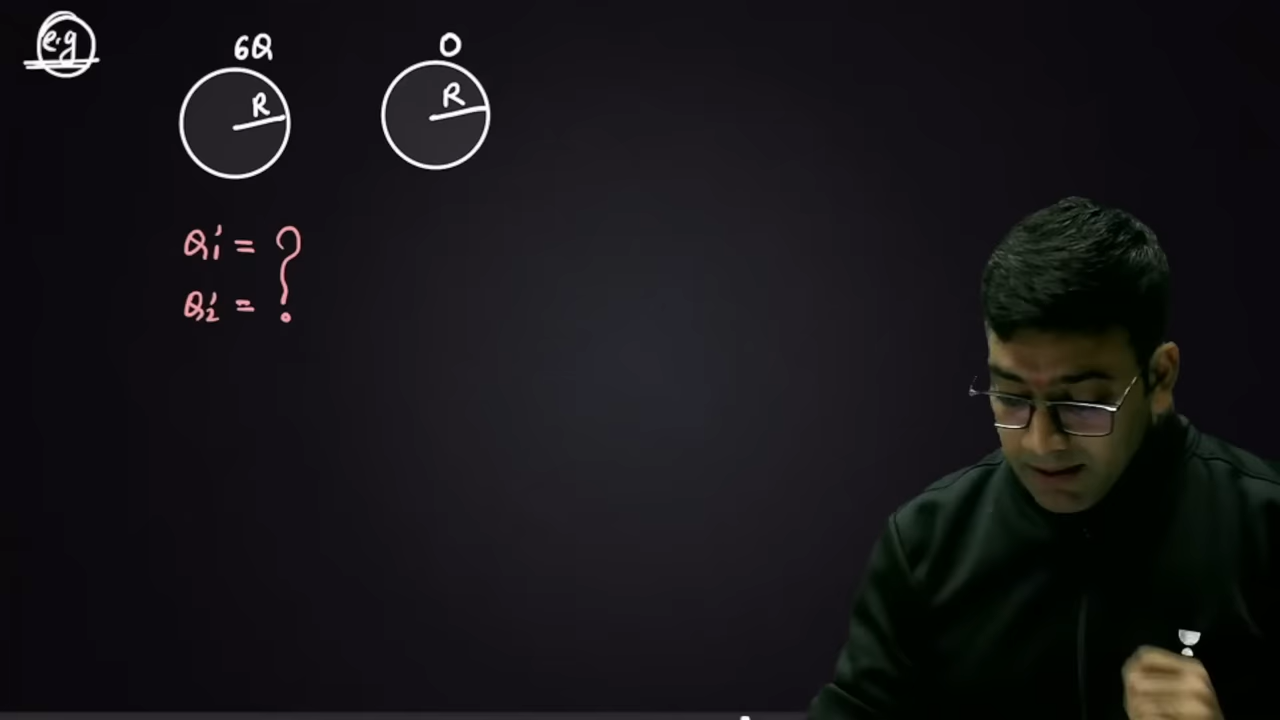 e.g
6Q 0
R R
Q₁' = ?
Q₂' =